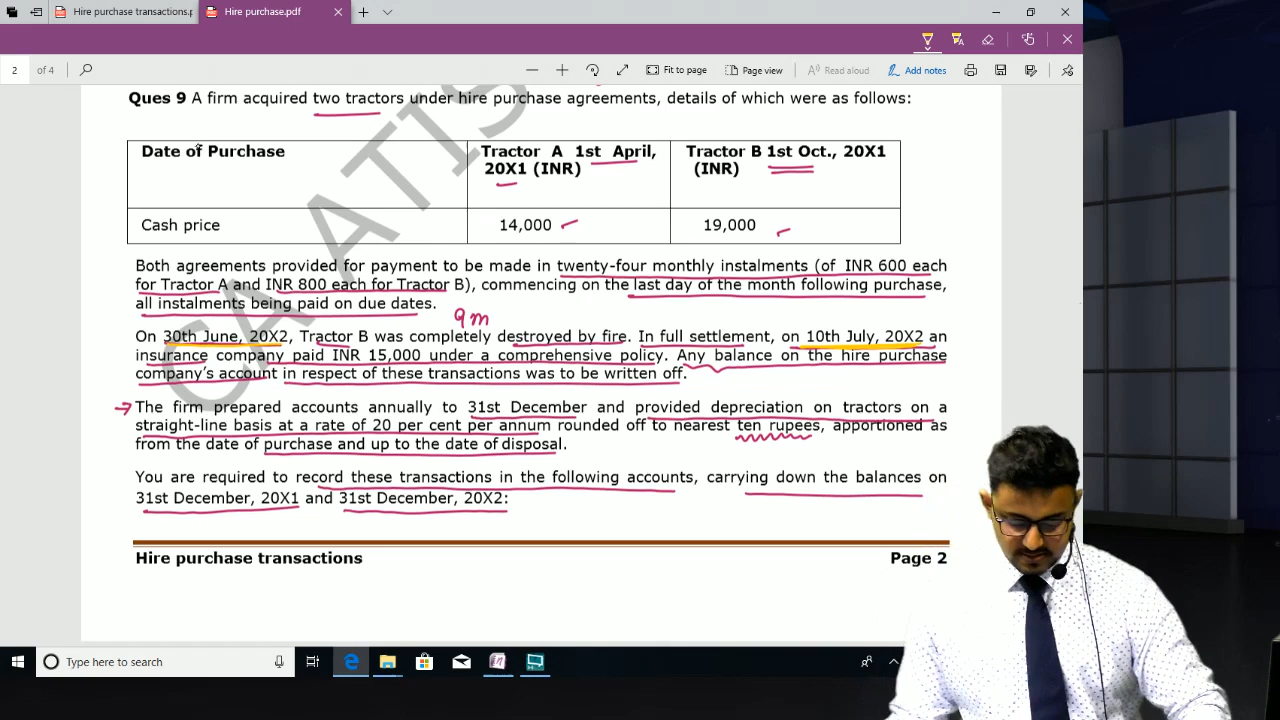 Hire purchase transactions.p
Hire purchase.pdf
2 of 4
Fit to page
Page view
Read aloud
Add notes
Ques 9 A firm acquired two tractors under hire purchase agreements, details of which were as follows:
Date of Purchase
Tractor A 1st April, 20X1 (INR)
Tractor B 1st Oct., 20X1 (INR)
Cash price
14,000
19,000
Both agreements provided for payment to be made in twenty-four monthly instalments (of INR 600 each
for Tractor A and INR 800 each for Tractor B), commencing on the last day of the month following purchase,
all instalments being paid on due dates.
9m
On 30th June, 20X2, Tractor B was completely destroyed by fire. In full settlement, on 10th July, 20X2 an
insurance company paid INR 15,000 under a comprehensive policy. Any balance on the hire purchase
company's account in respect of these transactions was to be written off.
The firm prepared accounts annually to 31st December and provided depreciation on tractors on a
straight-line basis at a rate of 20 per cent per annum rounded off to nearest ten rupees, apportioned as
from the date of purchase and up to the date of disposal.
You are required to record these transactions in the following accounts, carrying down the balances on
31st December, 20X1 and 31st December, 20X2:
Hire purchase transactions
Page 2
CA ATIS
Type here to search